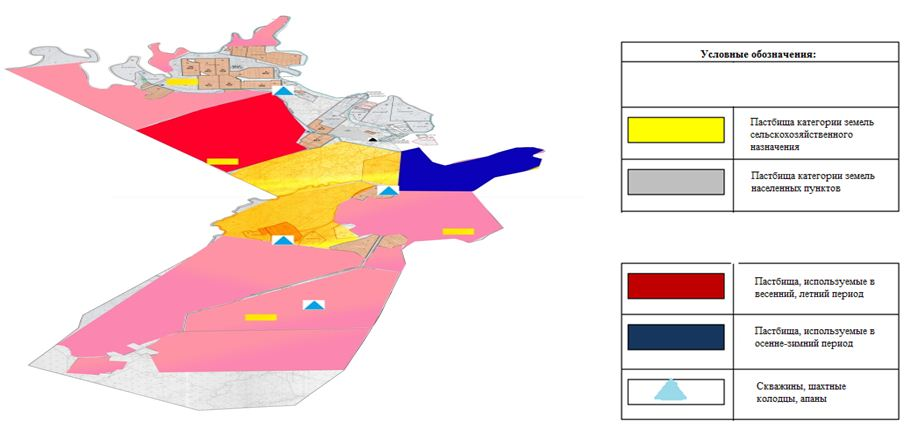 Условные обозначения:
Пастбища категории земель
сельскохозяйственного
назначения
Пастбища категории земель
населенных пунктов
Пастбища, используемые в
весенний, летний период
Пастбища, используемые в
осенне-зимний период
Скважины, шахтные
колодцы, апаны